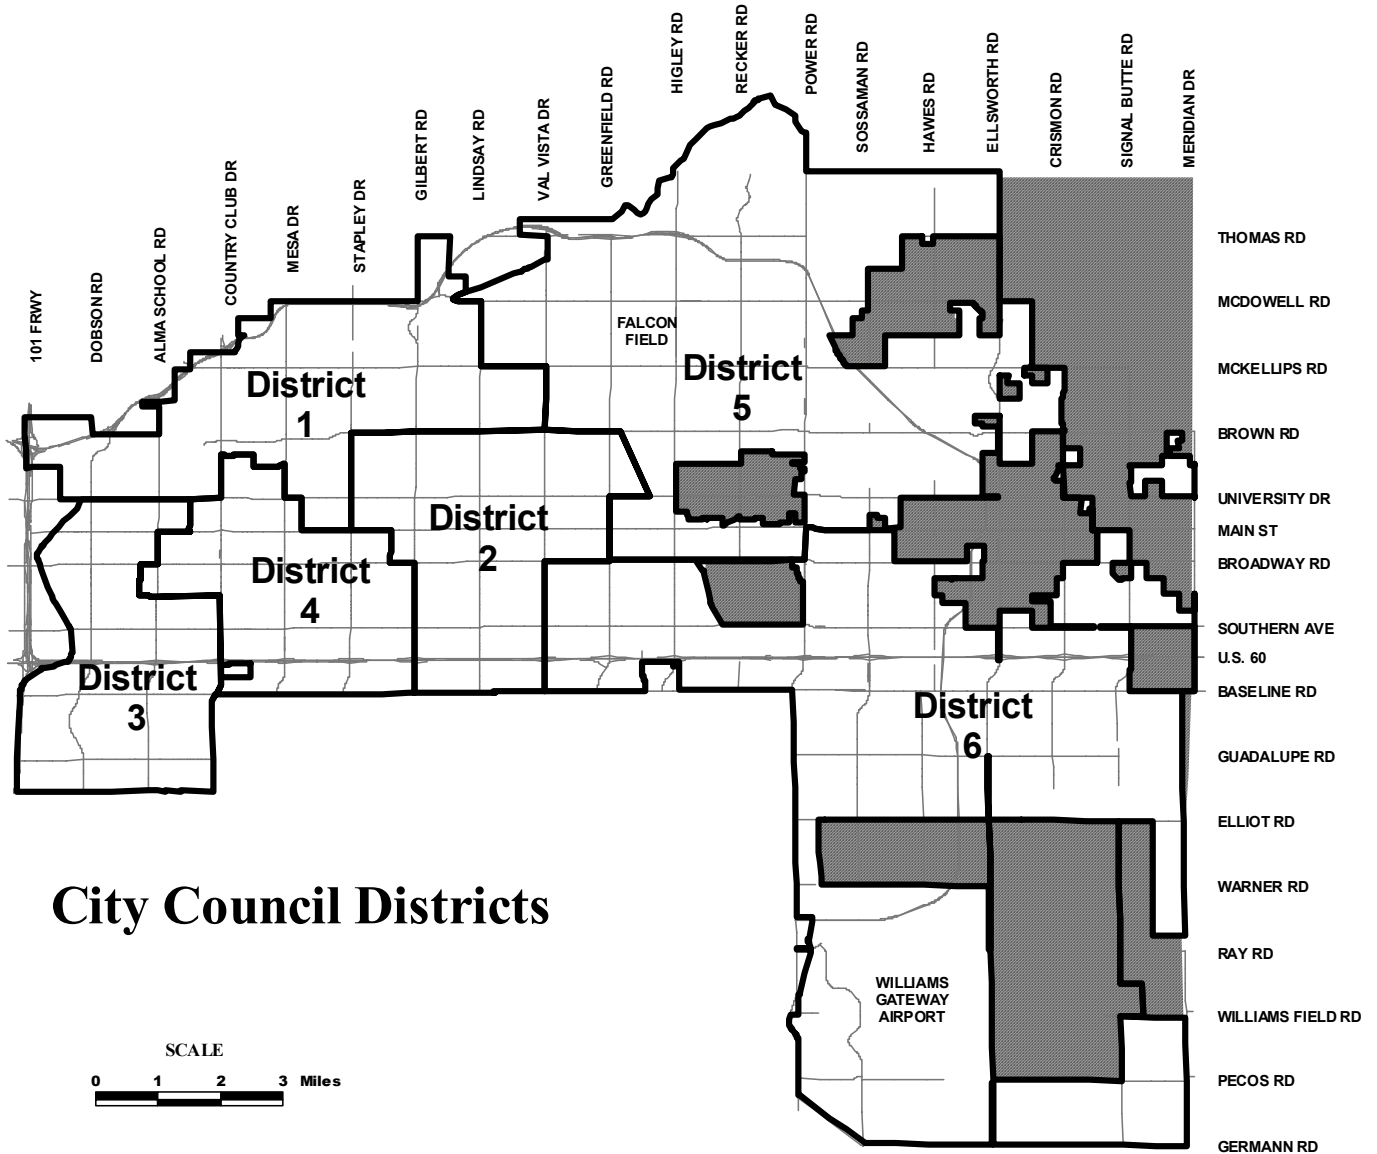 101 FRWY
DOBSON RD
ALMA SCHOOL RD
COUNTRY CLUB DR
MESA DR
STAPLEY DR
GILBERT RD
LINDSAY RD
VAL VISTA DR
GREENFIELD RD
HIGLEY RD
RECKER RD
POWER RD
SOSSAMAN RD
HAWES RD
ELLSWORTH RD
CRISMON RD
SIGNAL BUTTE RD
MERIDIAN DR
THOMAS RD
MCDOWELL RD
MCKELLIPS RD
BROWN RD
UNIVERSITY DR
MAIN ST
BROADWAY RD
SOUTHERN AVE
U.S. 60
BASELINE RD
GUADALUPE RD
ELLIOT RD
WARNER RD
RAY RD
WILLIAMS FIELD RD
PECOS RD
GERMANN RD
FALCON
FIELD
District
1
District
5
District
2
District
4
District
3
District
6
WILLIAMS
GATEWAY
AIRPORT
City Council Districts
SCALE
0 1 2 3 Miles